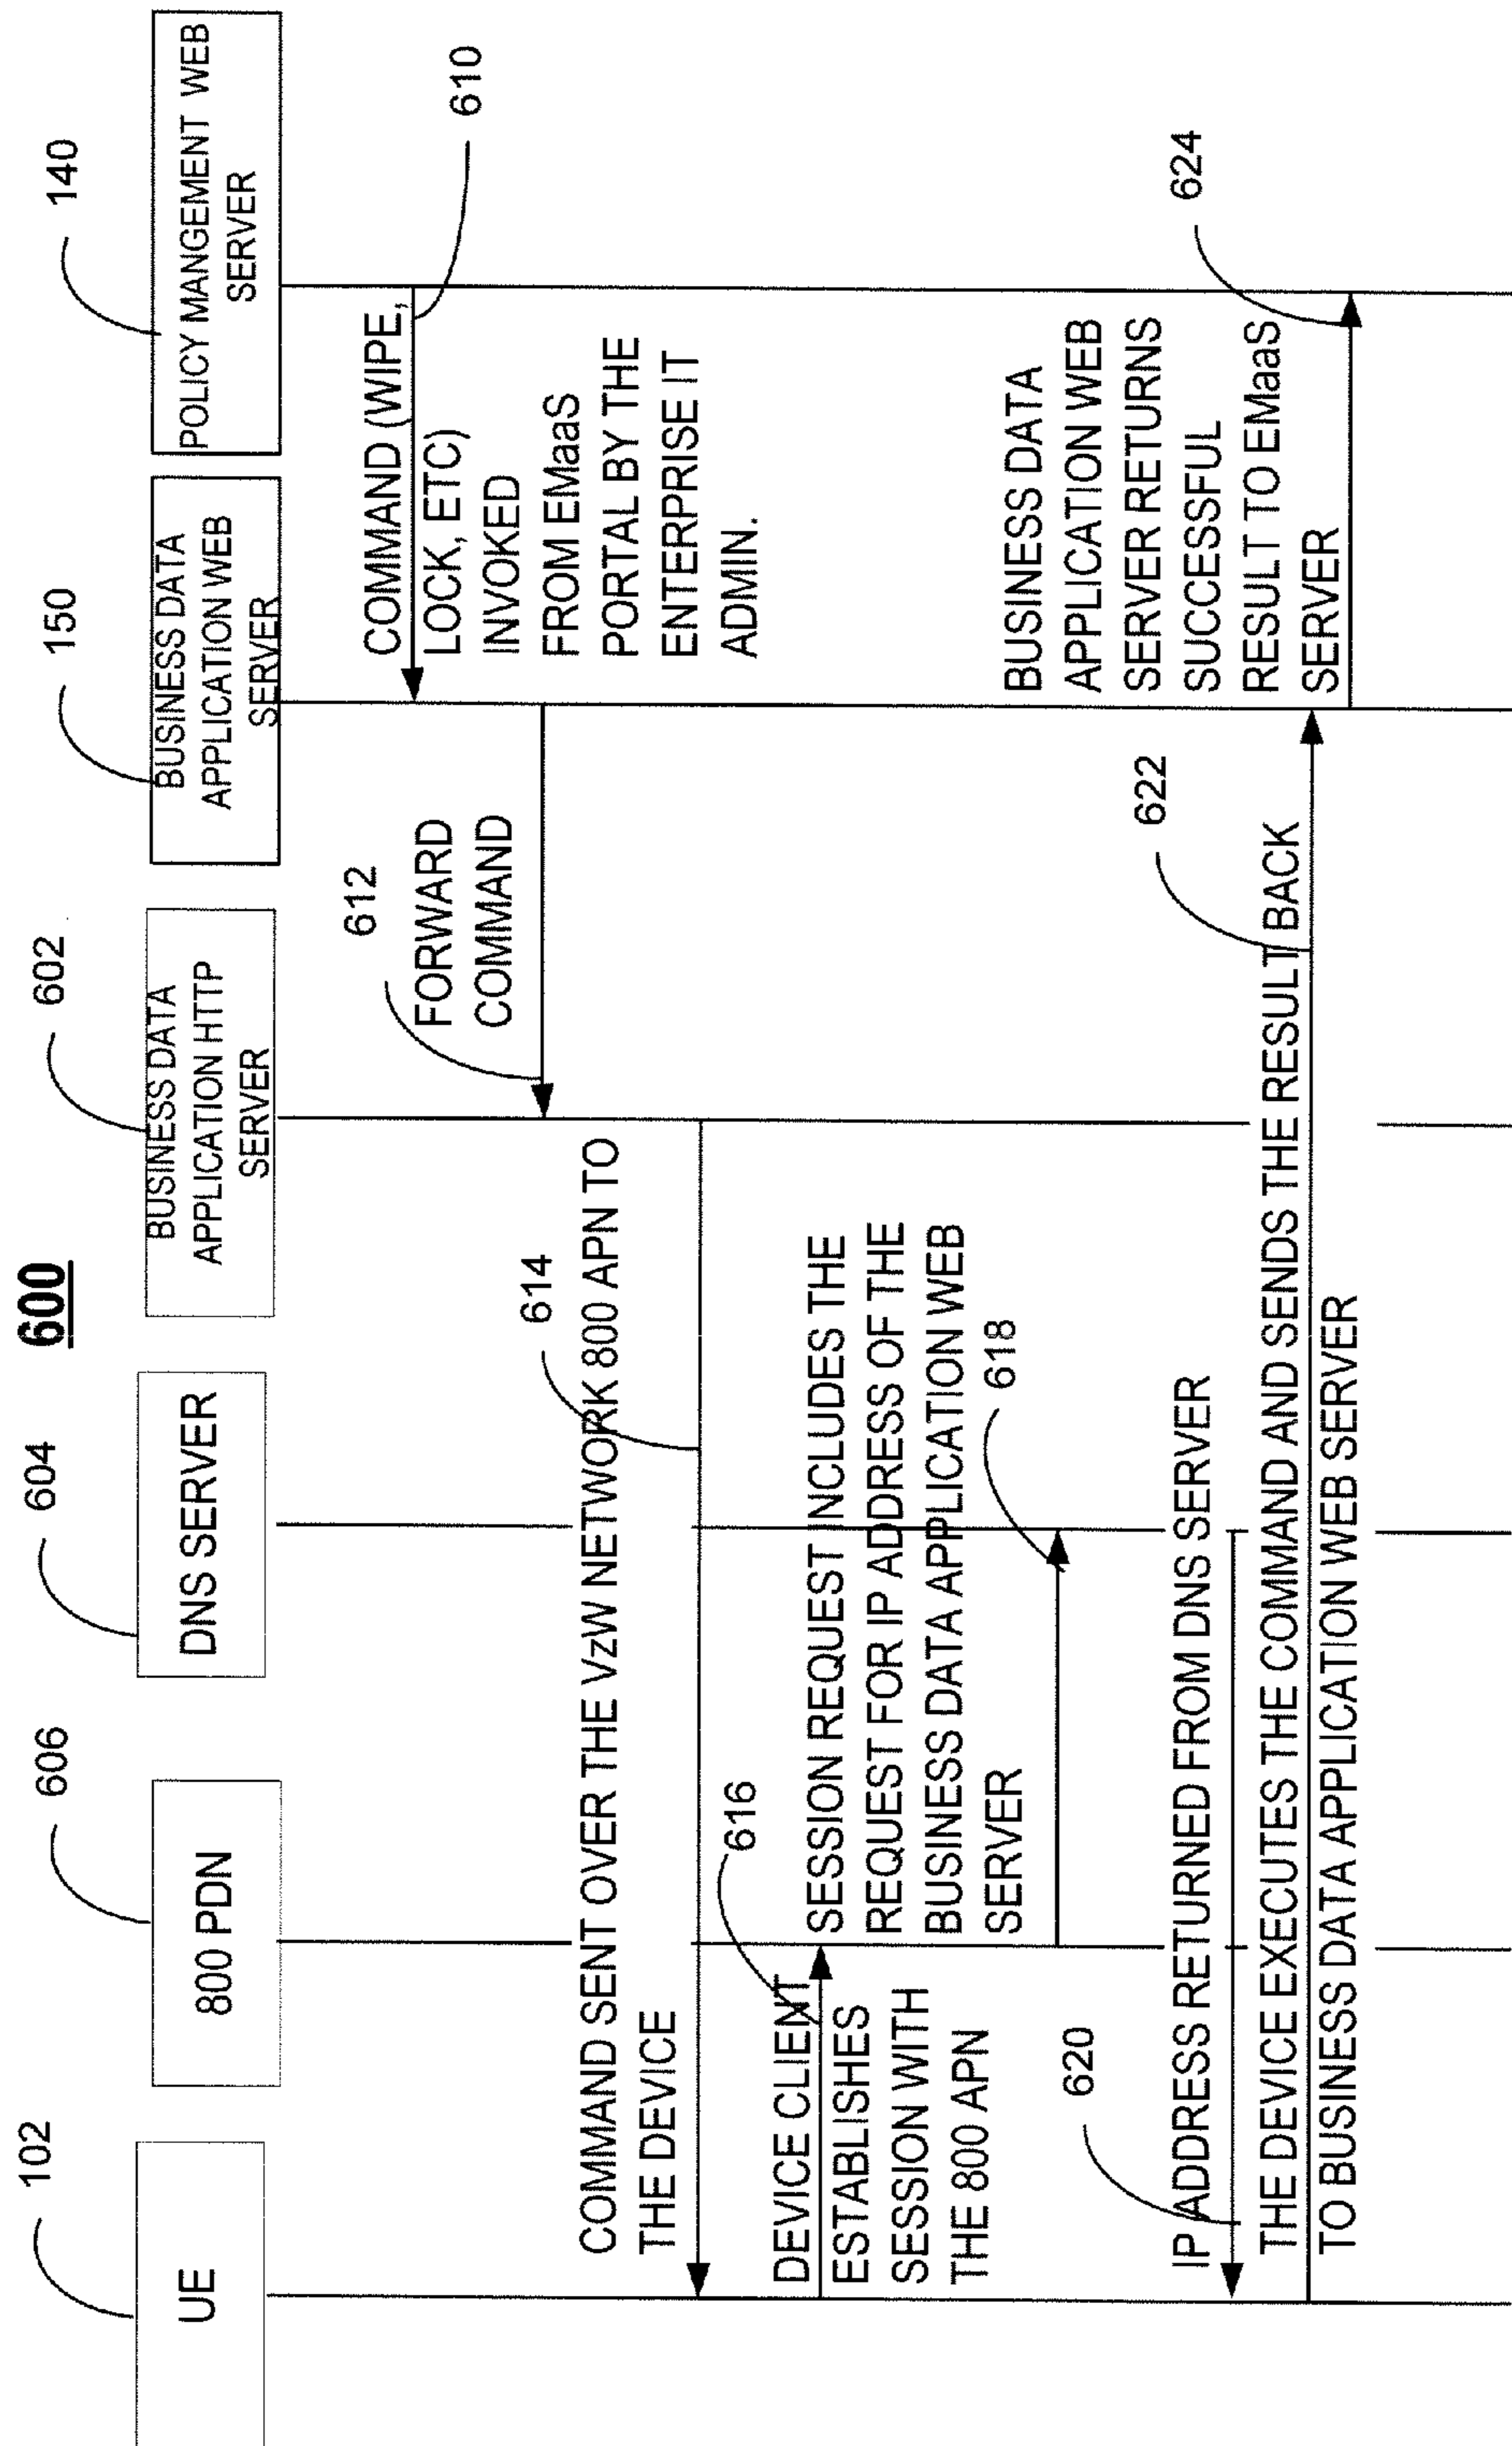 600
102
UE
606
800 PDN
604
DNS SERVER
602
BUSINESS DATA
APPLICATION HTTP
SERVER
150
BUSINESS DATA
APPLICATION WEB
SERVER
140
POLICY MANGEMENT WEB
SERVER
610
COMMAND (WIPE,
LOCK, ETC)
INVOKED
FROM EMaaS
PORTAL BY THE
ENTERPRISE IT
ADMIN.
612
FORWARD
COMMAND
614
COMMAND SENT OVER THE VzW NETWORK 800 APN TO
THE DEVICE
616
DEVICE CLIENT
ESTABLISHES
SESSION WITH
THE 800 APN
SESSION REQUEST INCLUDES THE
REQUEST FOR IP ADDRESS OF THE
BUSINESS DATA APPLICATION WEB
SERVER
618
620
IP ADDRESS RETURNED FROM DNS SERVER
622
THE DEVICE EXECUTES THE COMMAND AND SENDS THE RESULT BACK
TO BUSINESS DATA APPLICATION WEB SERVER
624
BUSINESS DATA
APPLICATION WEB
SERVER RETURNS
SUCCESSFUL
RESULT TO EMaaS
SERVER